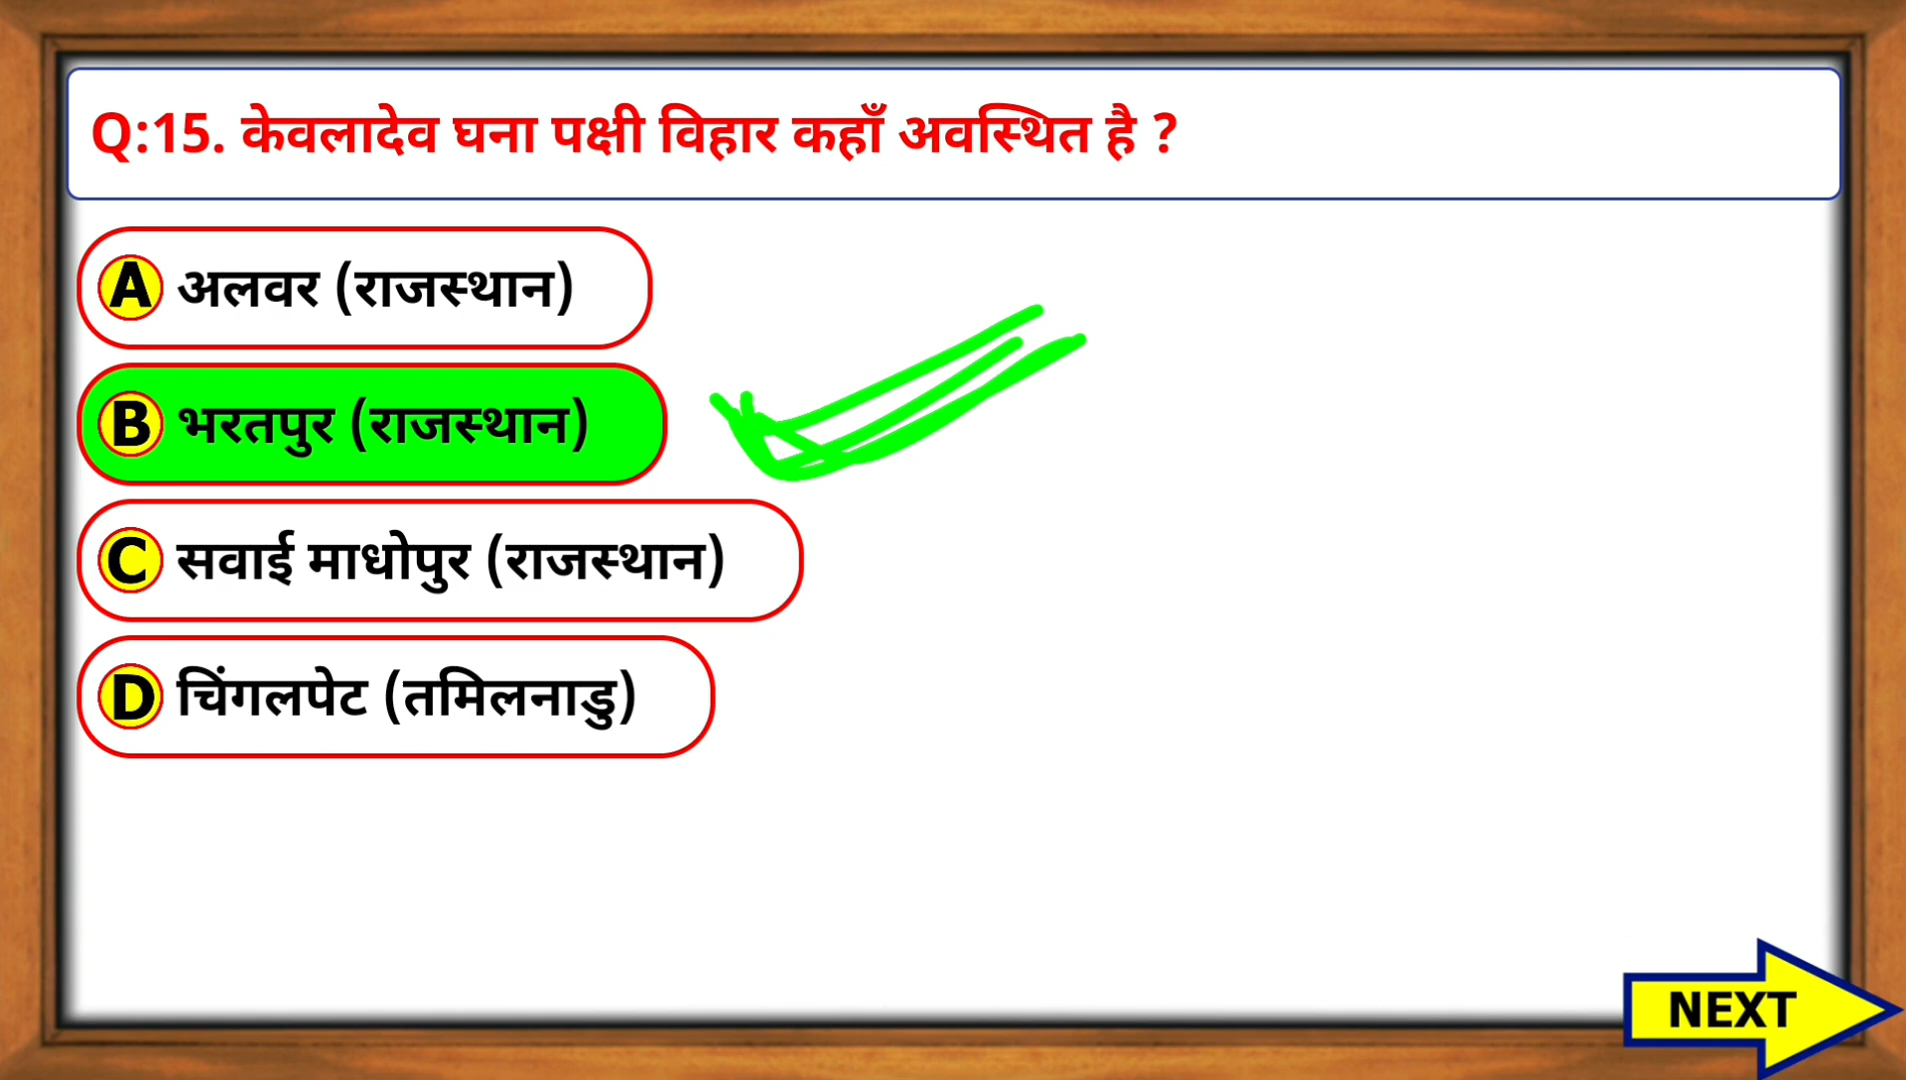 Q:15. केवलादेव घना पक्षी विहार कहाँ अवस्थित है ?
A अलवर (राजस्थान)
B भरतपुर (राजस्थान)
C सवाई माधोपुर (राजस्थान)
D चिंगलपेट (तमिलनाडु)
NEXT